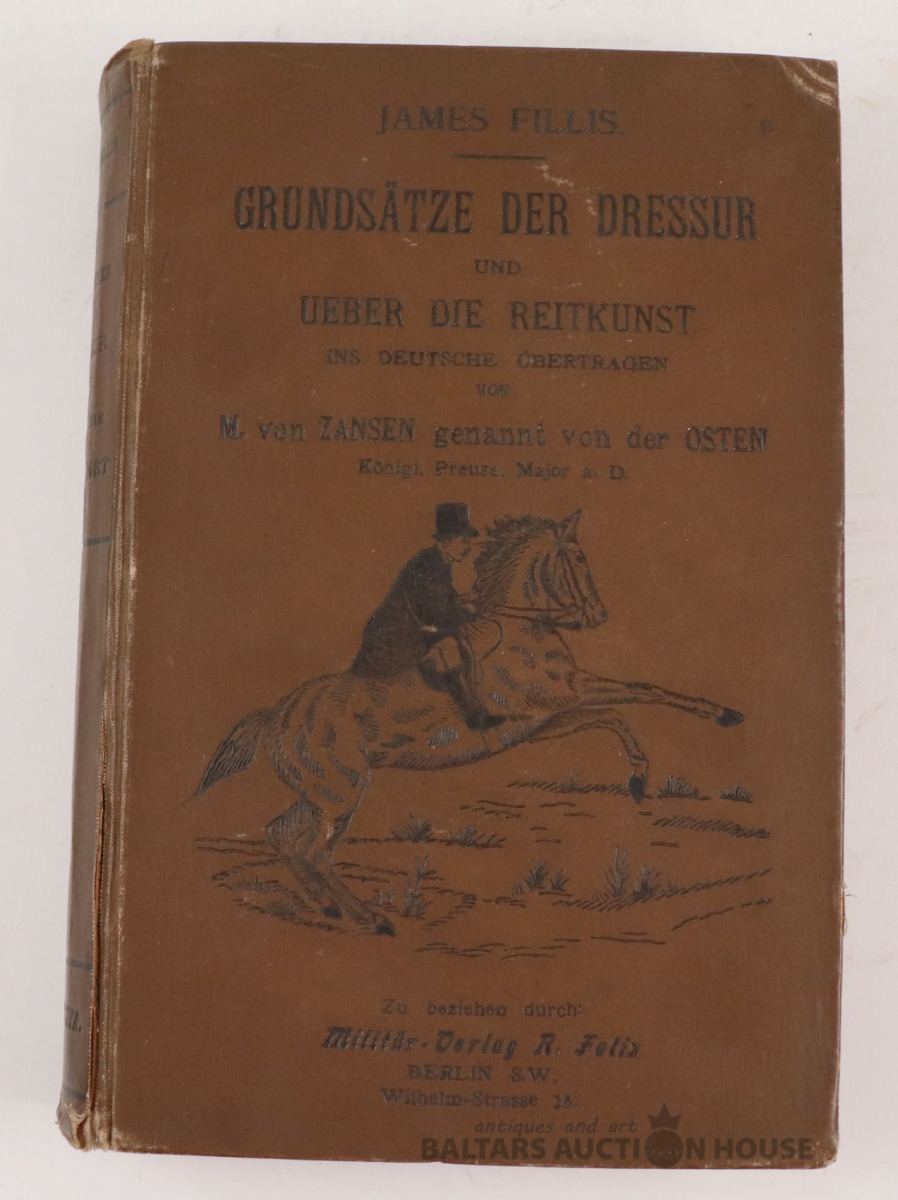 JAMES FILLIS.
GRUNDSÄTZE DER DRESSUR
UND
UEBER DIE REITKUNST
INS DEUTSCHE ÜBERTRAGEN
VON
M. von ZANSEN genannt von der OSTEN
Königl. Preuss. Major a. D.
Zu beziehen durch:
Militär-Verlag R. Felix
BERLIN S.W.
Wilhelm-Strasse 13.
antiques and art
BALTARS AUCTION HOUSE